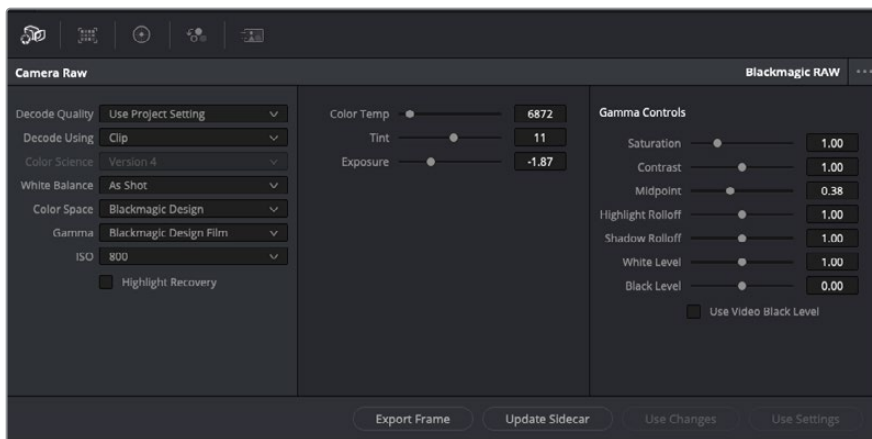 Camera Raw
Blackmagic RAW
Decode Quality Use Project Setting
Decode Using Clip
Color Science Version 4
White Balance As Shot
Color Space Blackmagic Design
Gamma Blackmagic Design Film
ISO 800
Highlight Recovery
Color Temp 6872
Tint 11
Exposure -1.87
Gamma Controls
Saturation 1.00
Contrast 1.00
Midpoint 0.38
Highlight Rolloff 1.00
Shadow Rolloff 1.00
White Level 1.00
Black Level 0.00
Use Video Black Level
Export Frame
Update Sidecar
Use Changes
Use Settings